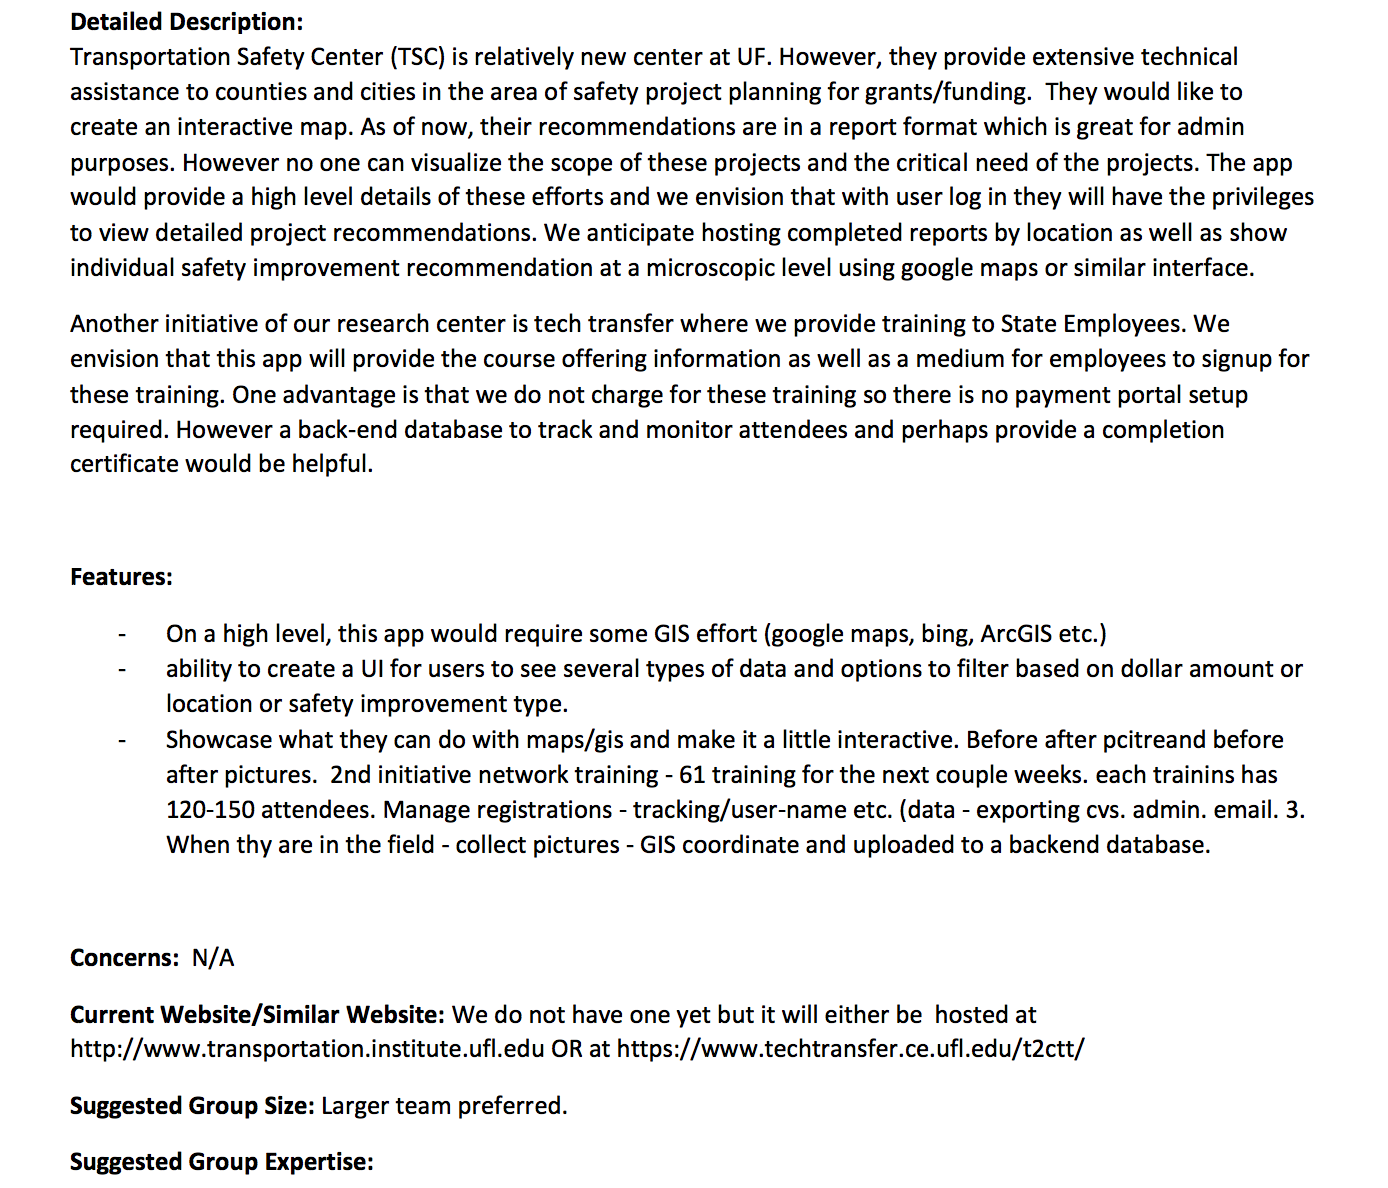 Detailed Description:
Transportation Safety Center (TSC) is relatively new center at UF. However, they provide extensive technical
assistance to counties and cities in the area of safety project planning for grants/funding.  They would like to
create an interactive map. As of now, their recommendations are in a report format which is great for admin
purposes. However no one can visualize the scope of these projects and the critical need of the projects. The app
would provide a high level details of these efforts and we envision that with user log in they will have the privileges
to view detailed project recommendations. We anticipate hosting completed reports by location as well as show
individual safety improvement recommendation at a microscopic level using google maps or similar interface.
Another initiative of our research center is tech transfer where we provide training to State Employees. We
envision that this app will provide the course offering information as well as a medium for employees to signup for
these training. One advantage is that we do not charge for these training so there is no payment portal setup
required. However a back-end database to track and monitor attendees and perhaps provide a completion
certificate would be helpful.
Features:
- On a high level, this app would require some GIS effort (google maps, bing, ArcGIS etc.)
- ability to create a UI for users to see several types of data and options to filter based on dollar amount or
location or safety improvement type.
- Showcase what they can do with maps/gis and make it a little interactive. Before after pcitreand before
after pictures.  2nd initiative network training - 61 training for the next couple weeks. each trainins has
120-150 attendees. Manage registrations - tracking/user-name etc. (data - exporting cvs. admin. email. 3.
When thy are in the field - collect pictures - GIS coordinate and uploaded to a backend database.
Concerns:  N/A
Current Website/Similar Website: We do not have one yet but it will either be  hosted at
http://www.transportation.institute.ufl.edu OR at https://www.techtransfer.ce.ufl.edu/t2ctt/
Suggested Group Size: Larger team preferred.
Suggested Group Expertise: